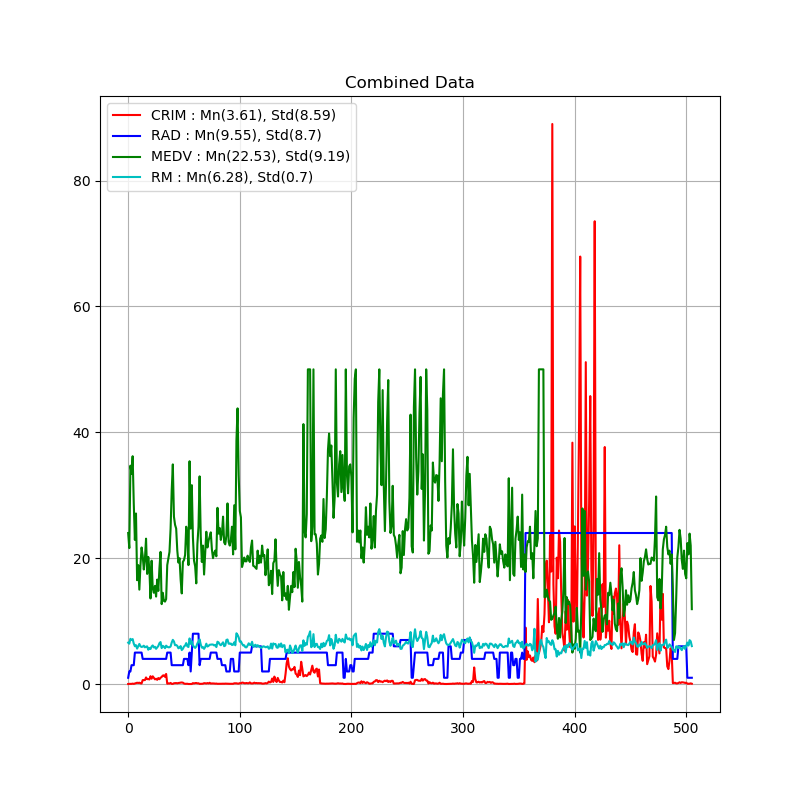 Combined Data
CRIM : Mn(3.61), Std(8.59)
RAD : Mn(9.55), Std(8.7)
MEDV : Mn(22.53), Std(9.19)
RM : Mn(6.28), Std(0.7)
80
60
40
20
0
0 100 200 300 400 500